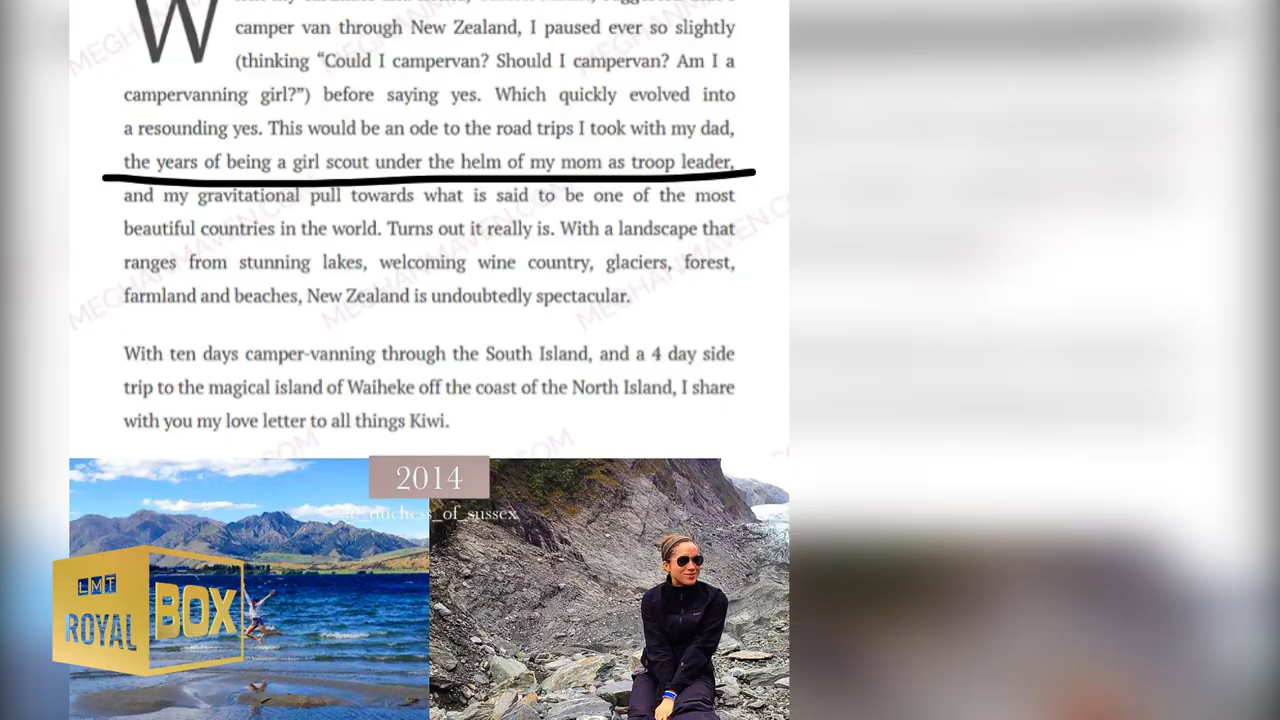 W
camper van through New Zealand, I paused ever so slightly
(thinking “Could I campervan? Should I campervan? Am I a
campervanning girl?”) before saying yes. Which quickly evolved into
a resounding yes. This would be an ode to the road trips I took with my dad,
the years of being a girl scout under the helm of my mom as troop leader,
and my gravitational pull towards what is said to be one of the most
beautiful countries in the world. Turns out it really is. With a landscape that
ranges from stunning lakes, welcoming wine country, glaciers, forest,
farmland and beaches, New Zealand is undoubtedly spectacular.
With ten days camper-vanning through the South Island, and a 4 day side
trip to the magical island of Waiheke off the coast of the North Island, I share
with you my love letter to all things Kiwi.
MEGHANMAVEN.COM
2014
@_duchess_of_sussex
LMT
ROYAL
BOX